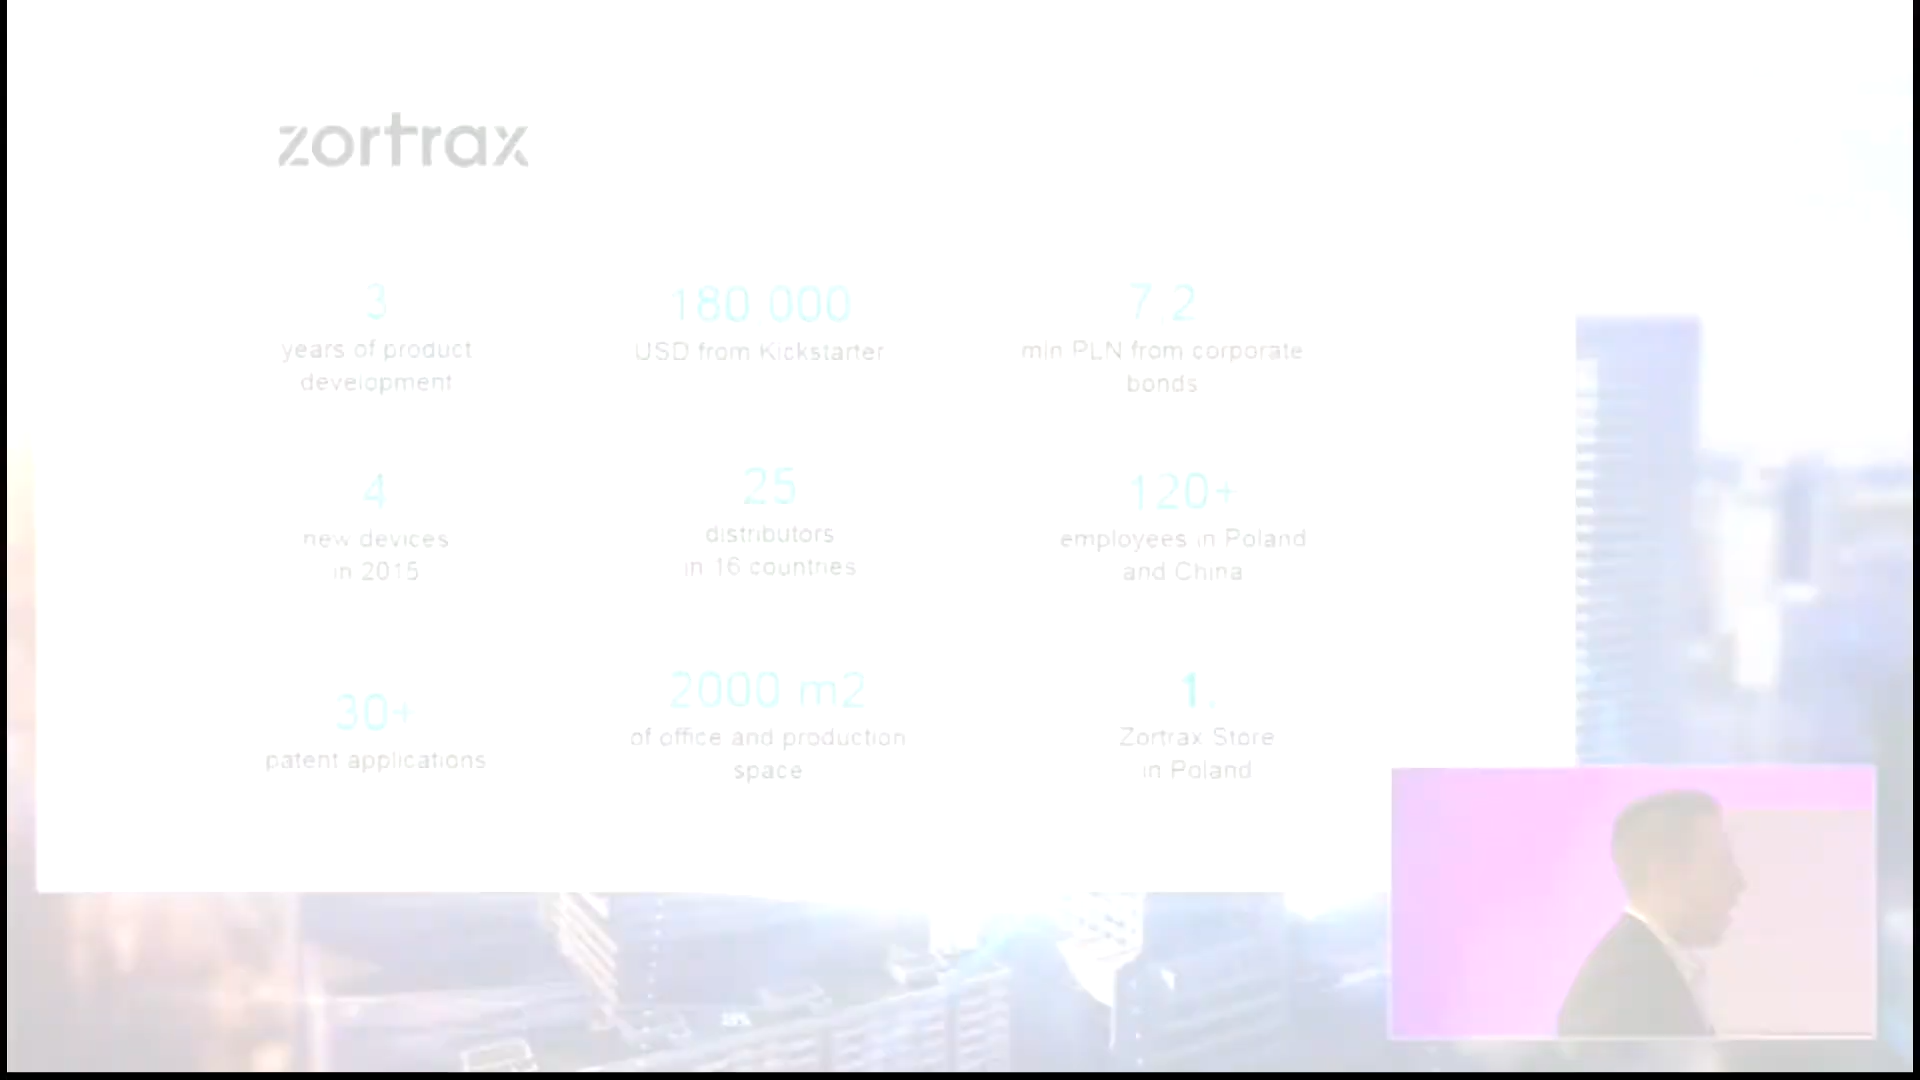 zortrax
3
years of product
development
180 000
USD from Kickstarter
7,2
mln PLN from corporate
bonds
4
new devices
in 2015
25
distributors
in 16 countries
120+
employees in Poland
and China
30+
patent applications
2000 m2
of office and production
space
1.
Zortrax Store
in Poland